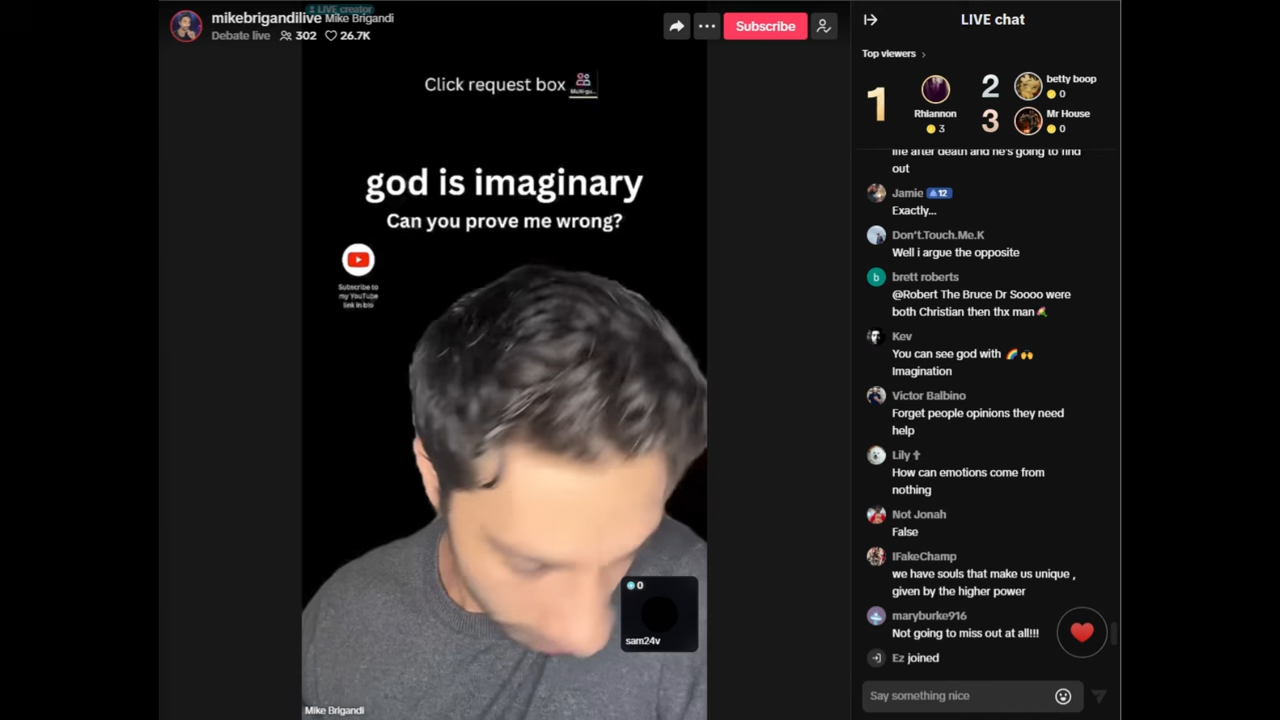 LIVE creator
mikebrigandilive Mike Brigandi
Debate live 302 26.7K
Subscribe
Click request box
god is imaginary
Can you prove me wrong?
Subscribe to
my YouTube
link in bio
0
sam24v
Mike Brigandi
LIVE chat
Top viewers
1
Rhiannon
3
2
betty boop
0
3
Mr House
0
life after death and he's going to find
out
Jamie 12
Exactly...
Don't.Touch.Me.K
Well i argue the opposite
b
brett roberts
@Robert The Bruce Dr Soooo were
both Christian then thx man
Kev
You can see god with
Imagination
Victor Balbino
Forget people opinions they need
help
Lily
How can emotions come from
nothing
Not Jonah
False
IFakeChamp
we have souls that make us unique ,
given by the higher power
maryburke916
Not going to miss out at all!!!
Ez joined
Say something nice